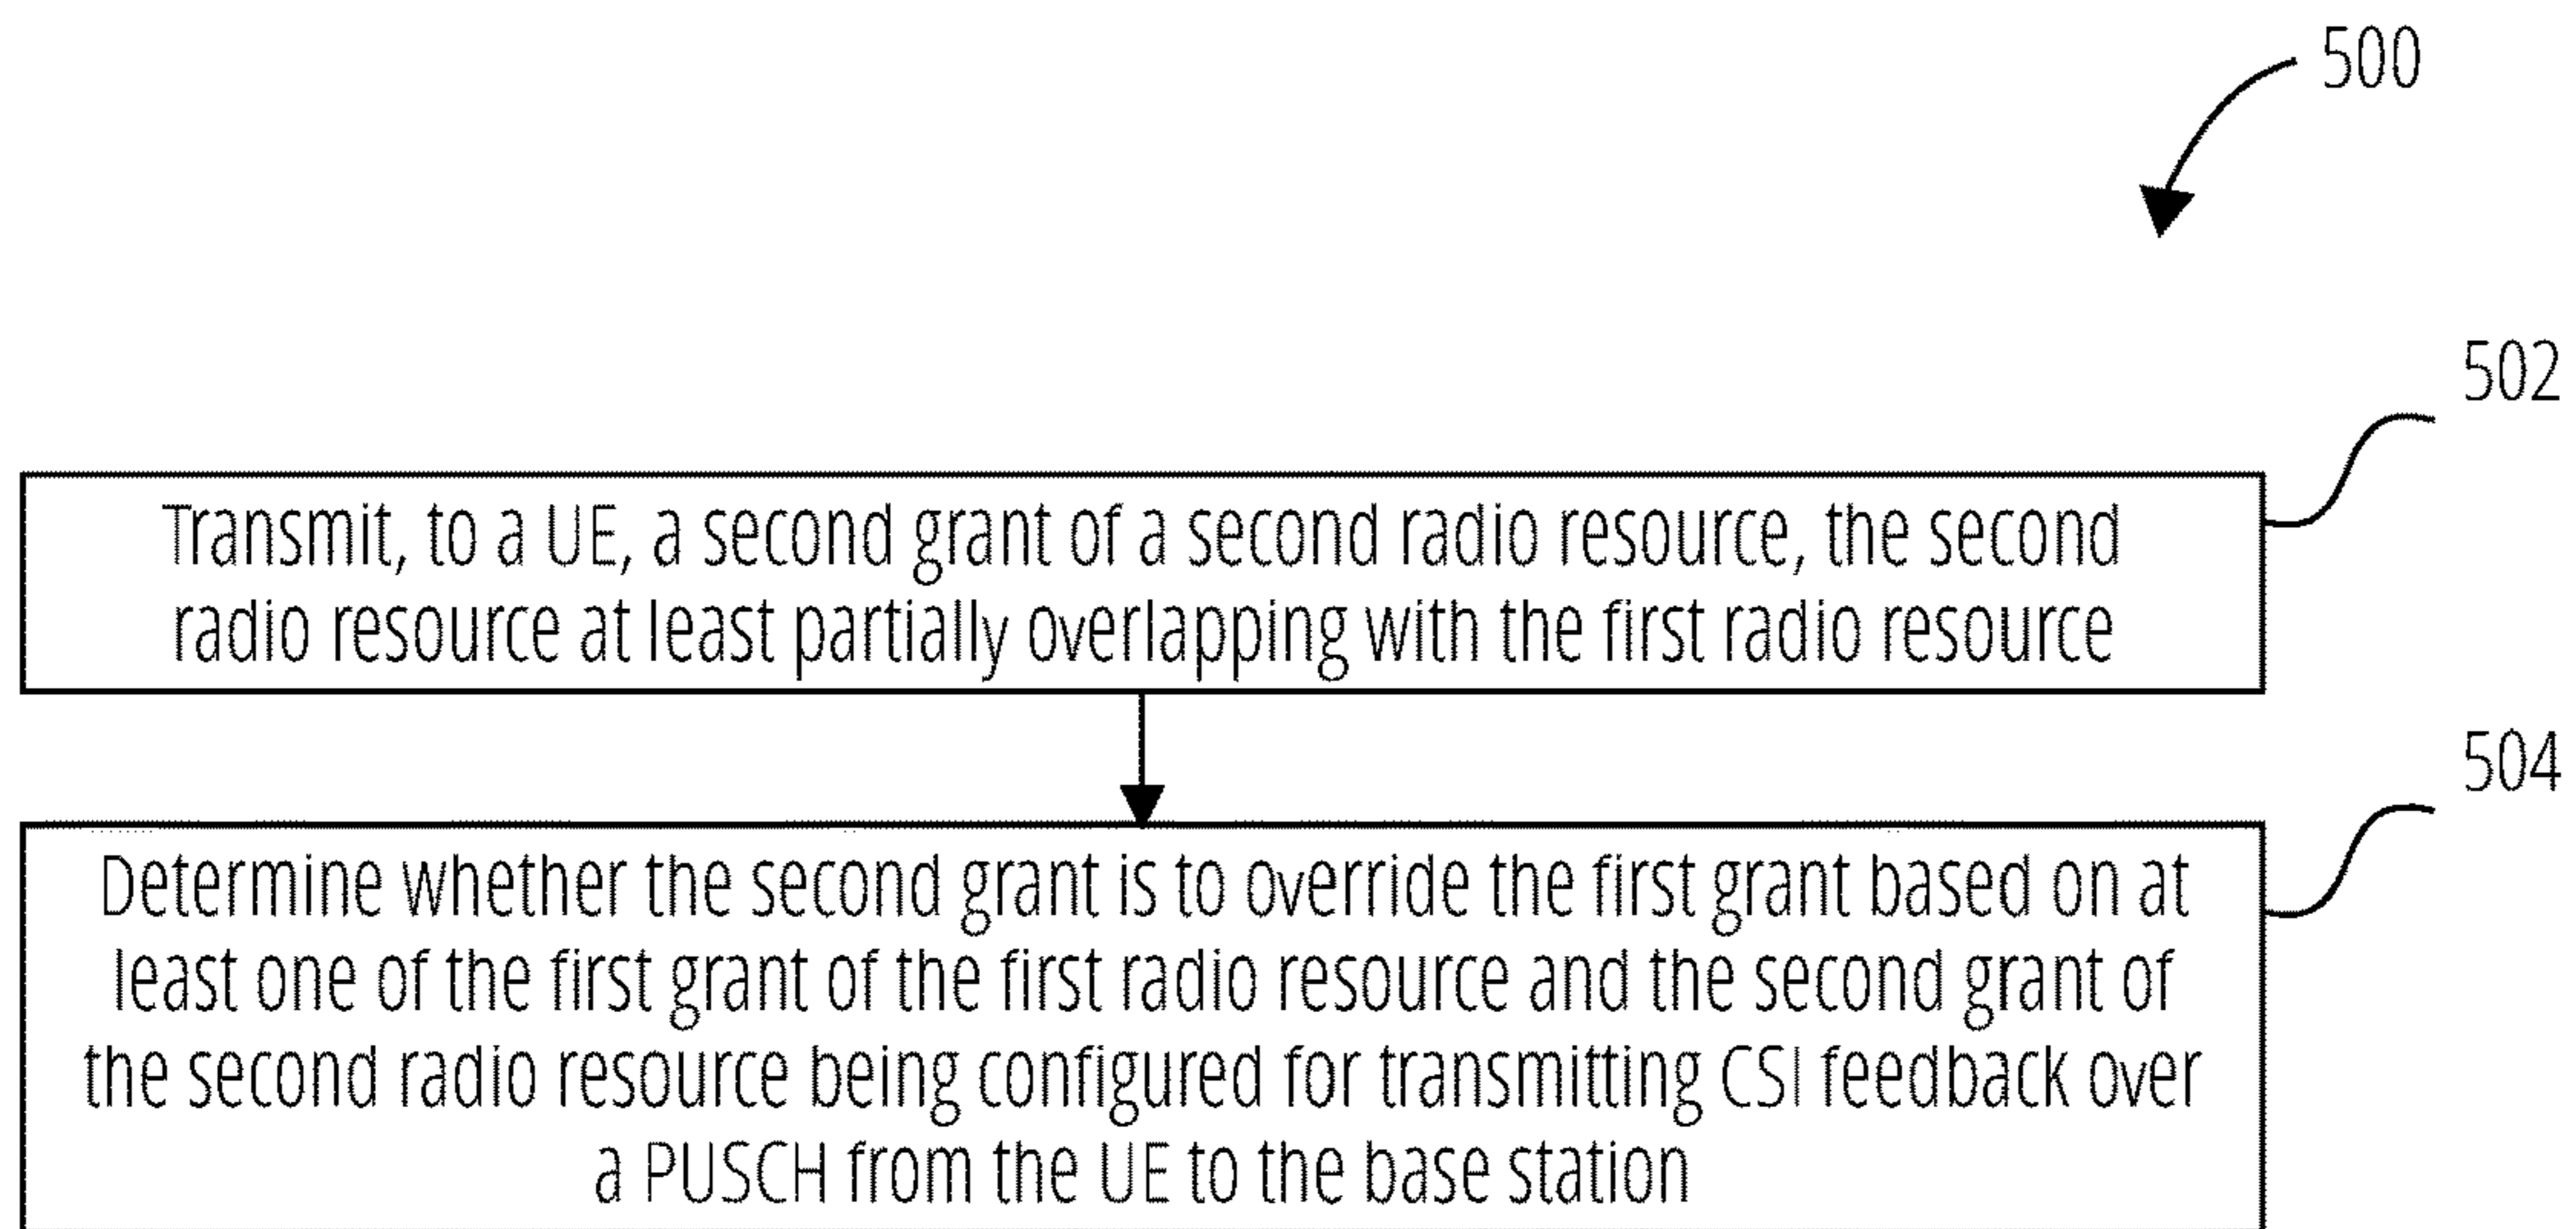 500
502
Transmit, to a UE, a second grant of a second radio resource, the second
radio resource at least partially overlapping with the first radio resource
504
Determine whether the second grant is to override the first grant based on at
least one of the first grant of the first radio resource and the second grant of
the second radio resource being configured for transmitting CSI feedback over
a PUSCH from the UE to the base station